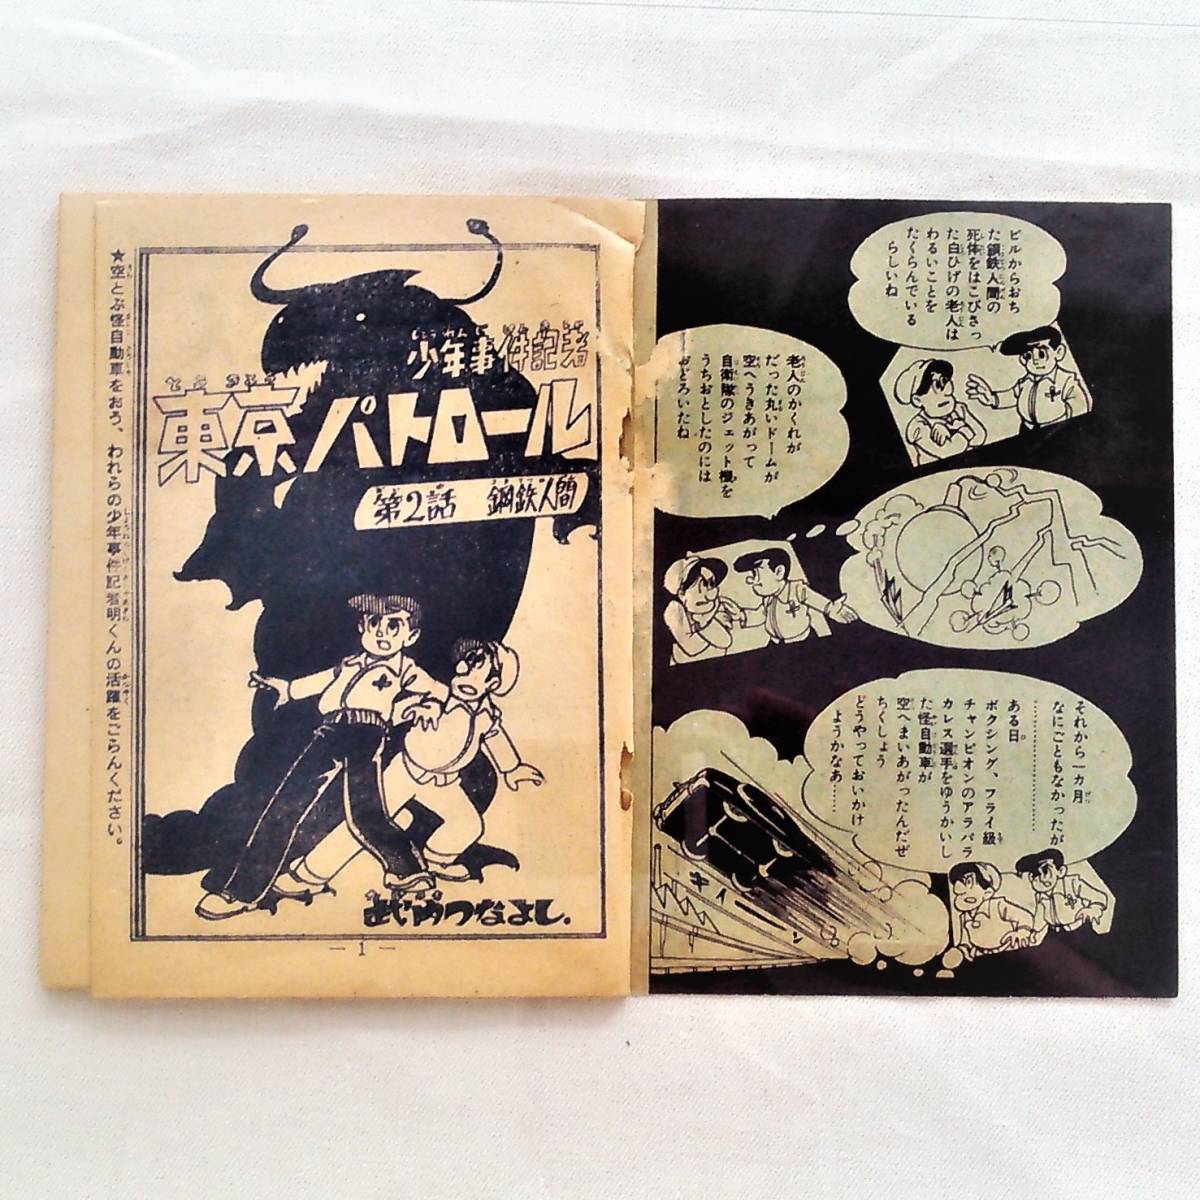 ビルからおち
た鋼鉄人間の
死体をはこびさっ
た白ひげの老人は
わるいことを
たくらんでいる
らしいね
老人のかくれが
だった丸いドームが
空へうきあがって
自衛隊のジェット機を
うちおとしたのには
おどろいたね
それから一カ月
なにごともなかったが
………………
ある日。
ボクシング、フライ級
チャンピオンのアラバラ
カレス選手をゆうかいし
た怪自動車が
空へまいあがったんだぜ
ちくしょう
どうやっておいかけ
ようかなあ……
キイーン
少年事件記者
東京パトロール
第2話 鋼鉄人間
武やつなよし.
★空とぶ怪自動車をおう、われらの少年事件記者明くんの活躍をごらんください。
— 1 —